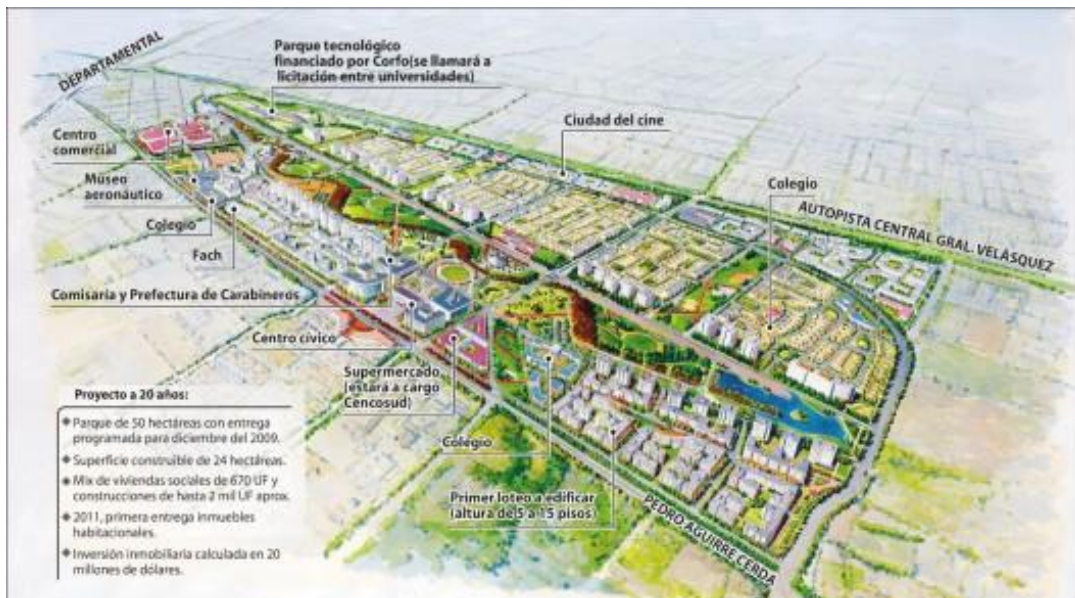 DEPARTAMENTAL
Parque tecnológico
financiado por Corfo(se llamará a
licitación entre universidades)
Ciudad del cine
Centro
comercial
Museo
aeronáutico
Colegio
AUTOPISTA CENTRAL GRAL. VELÁSQUEZ
Colegio
Fach
Comisaría y Prefectura de Carabineros
Centro cívico
Supermercado
(estará a cargo
Cencosud)
Colegio
Primer loteo a edificar
(altura de 5 a 15 pisos)
PEDRO AGUIRRE CERDA
Proyecto a 20 años:
Parque de 50 hectáreas con entrega
programada para diciembre del 2009.
Superficie construible de 24 hectáreas.
Mix de viviendas sociales de 670 UF y
construcciones de hasta 2 mil UF aprox.
2011, primera entrega inmuebles
habitacionales.
Inversión inmobiliaria calculada en 20
millones de dólares.